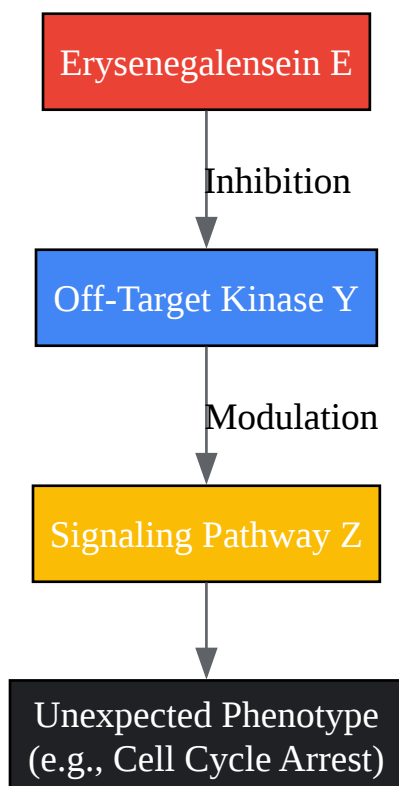 Erysenegalensein E
Inhibition
Off-Target Kinase Y
Modulation
Signaling Pathway Z
Unexpected Phenotype
(e.g., Cell Cycle Arrest)